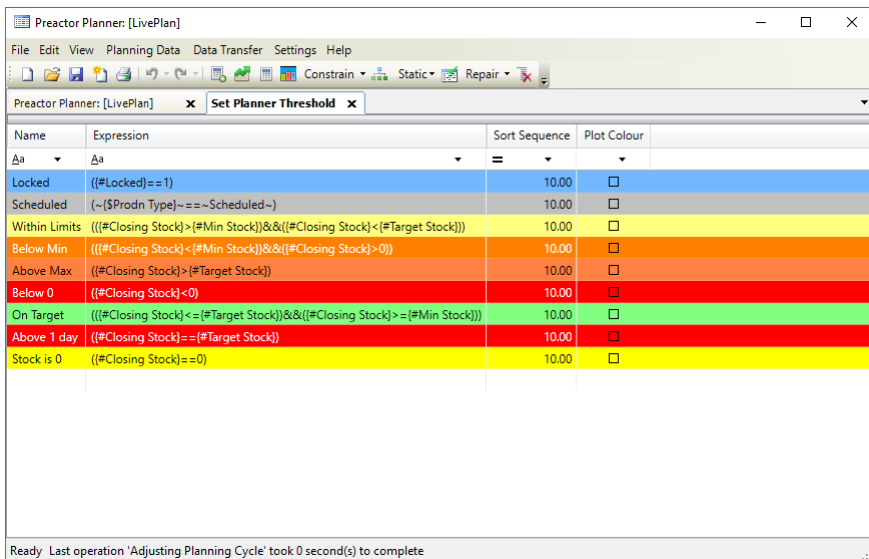 Preactor Planner: [LivePlan]
File Edit View Planning Data Data Transfer Settings Help
Constrain Static Repair
Preactor Planner: [LivePlan] x Set Planner Threshold x
Name Expression Sort Sequence Plot Colour
Aa Aa =
Locked ({#Locked}==1) 10.00
Scheduled (~{$Prodn Type}~==~Scheduled~) 10.00
Within Limits (({#Closing Stock}>{#Min Stock})&&({#Closing Stock}<{#Target Stock})) 10.00
Below Min (({#Closing Stock}<{#Min Stock})&&({#Closing Stock}>0)) 10.00
Above Max ({#Closing Stock}>{#Target Stock}) 10.00
Below 0 ({#Closing Stock}<0) 10.00
On Target (({#Closing Stock}<={#Target Stock})&&({#Closing Stock}>={#Min Stock})) 10.00
Above 1 day ({#Closing Stock}=={#Target Stock}) 10.00
Stock is 0 ({#Closing Stock}==0) 10.00
Ready Last operation 'Adjusting Planning Cycle' took 0 second(s) to complete